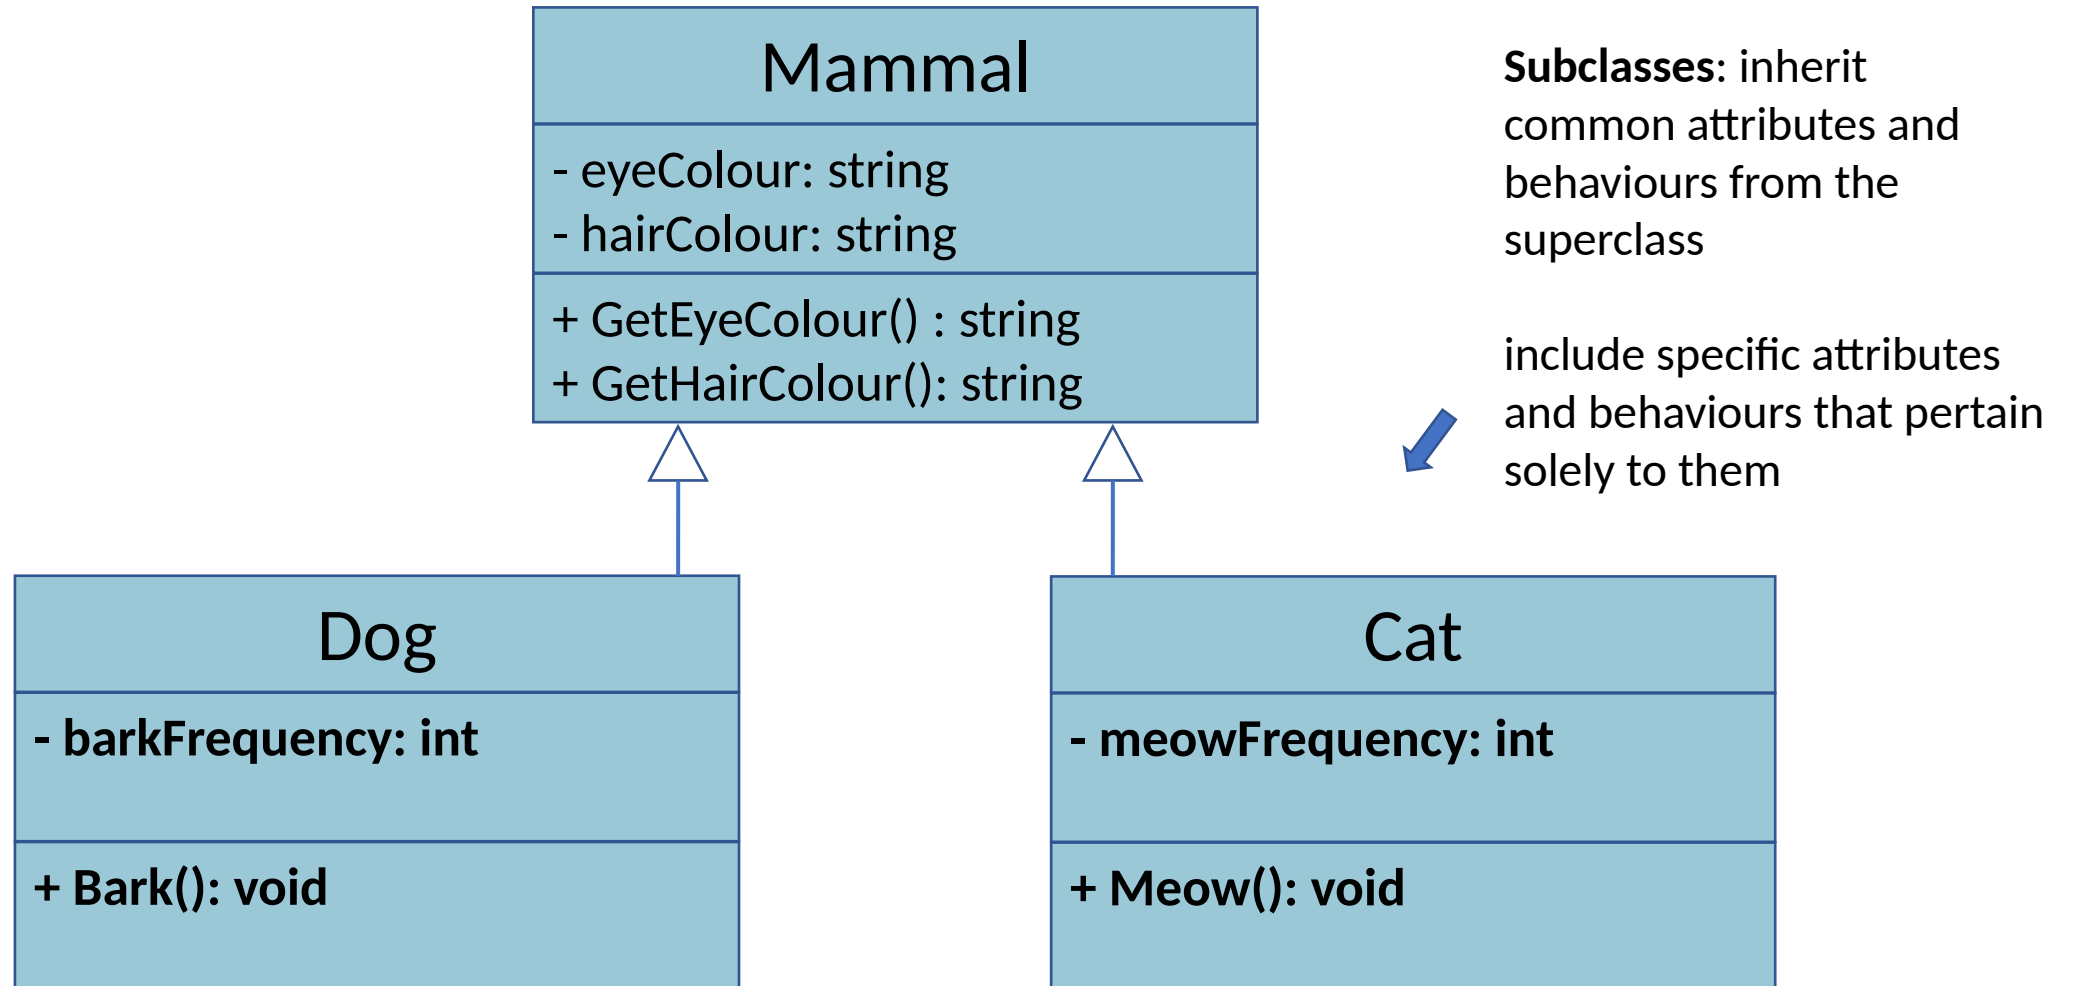 Mammal
- eyeColour: string
- hairColour: string
+ GetEyeColour() : string
+ GetHairColour(): string
Subclasses: inherit
common attributes and
behaviours from the
superclass
include specific attributes
and behaviours that pertain
solely to them
Dog
- barkFrequency: int
+ Bark(): void
Cat
- meowFrequency: int
+ Meow(): void